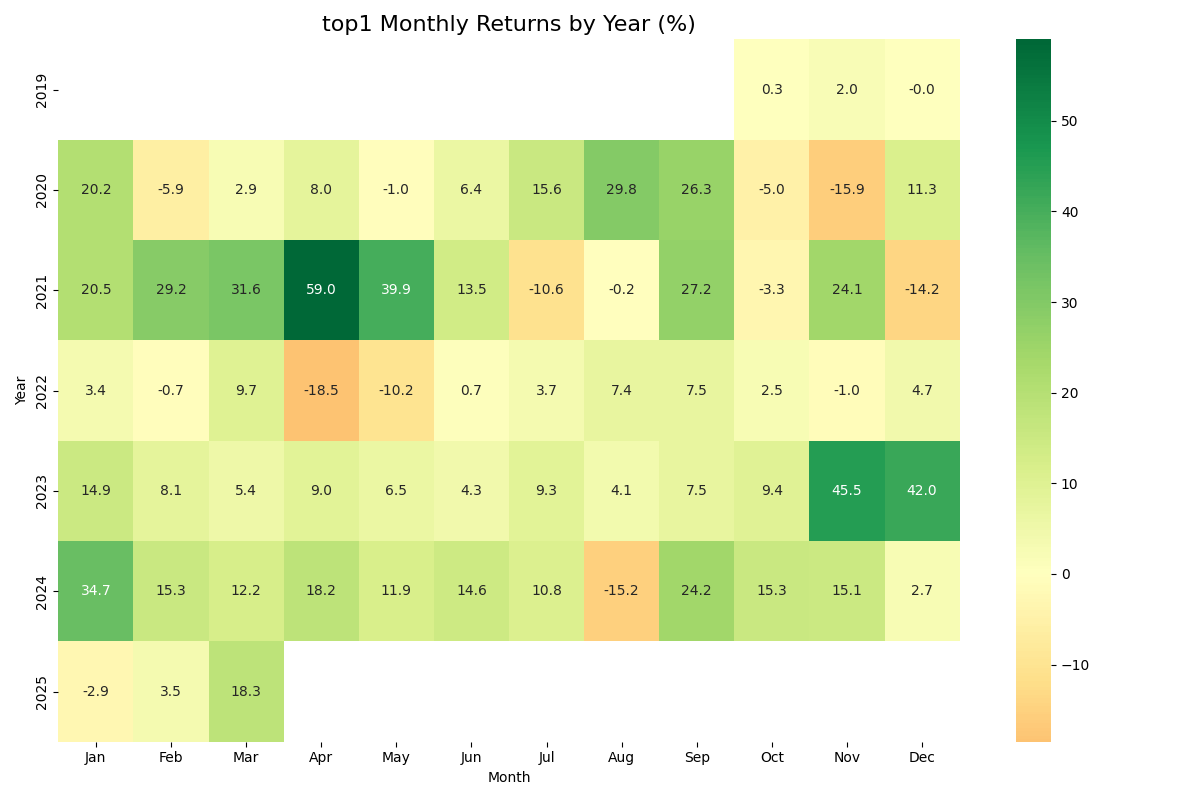 top1 Monthly Returns by Year (%)
2019 0.3 2.0 -0.0
2020 20.2 -5.9 2.9 8.0 -1.0 6.4 15.6 29.8 26.3 -5.0 -15.9 11.3
2021 20.5 29.2 31.6 59.0 39.9 13.5 -10.6 -0.2 27.2 -3.3 24.1 -14.2
2022 3.4 -0.7 9.7 -18.5 -10.2 0.7 3.7 7.4 7.5 2.5 -1.0 4.7
2023 14.9 8.1 5.4 9.0 6.5 4.3 9.3 4.1 7.5 9.4 45.5 42.0
2024 34.7 15.3 12.2 18.2 11.9 14.6 10.8 -15.2 24.2 15.3 15.1 2.7
2025 -2.9 3.5 18.3
Jan Feb Mar Apr May Jun Jul Aug Sep Oct Nov Dec
Month
Year
50
40
30
20
10
0
−10